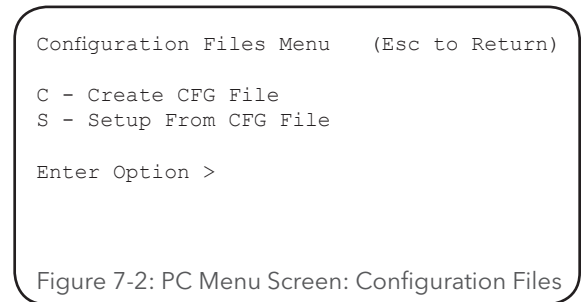 Configuration Files Menu (Esc to Return)
C - Create CFG File
S - Setup From CFG File
Enter Option >
Figure 7-2: PC Menu Screen: Configuration Files